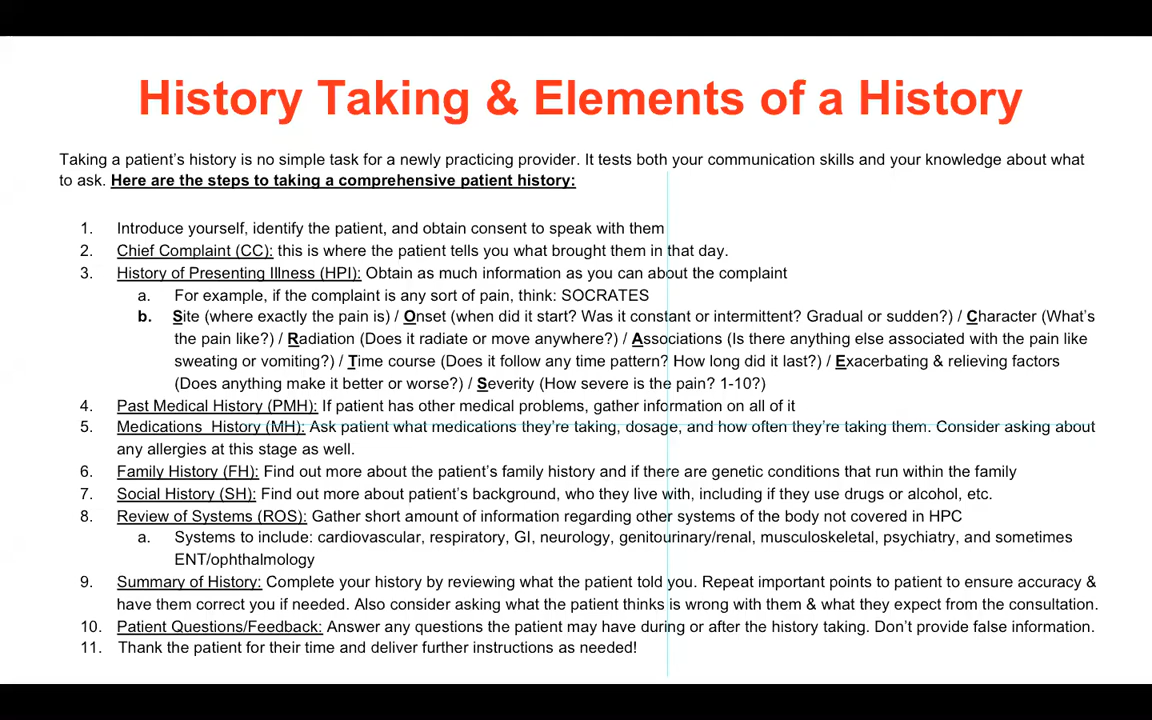 History Taking & Elements of a History
Taking a patient's history is no simple task for a newly practicing provider. It tests both your communication skills and your knowledge about what
to ask. Here are the steps to taking a comprehensive patient history:
1. Introduce yourself, identify the patient, and obtain consent to speak with them
2. Chief Complaint (CC): this is where the patient tells you what brought them in that day.
3. History of Presenting Illness (HPI): Obtain as much information as you can about the complaint
a. For example, if the complaint is any sort of pain, think: SOCRATES
b. Site (where exactly the pain is) / Onset (when did it start? Was it constant or intermittent? Gradual or sudden?) / Character (What's
the pain like?) / Radiation (Does it radiate or move anywhere?) / Associations (Is there anything else associated with the pain like
sweating or vomiting?) / Time course (Does it follow any time pattern? How long did it last?) / Exacerbating & relieving factors
(Does anything make it better or worse?) / Severity (How severe is the pain? 1-10?)
4. Past Medical History (PMH): If patient has other medical problems, gather information on all of it
5. Medications History (MH): Ask patient what medications they're taking, dosage, and how often they're taking them. Consider asking about
any allergies at this stage as well.
6. Family History (FH): Find out more about the patient's family history and if there are genetic conditions that run within the family
7. Social History (SH): Find out more about patient's background, who they live with, including if they use drugs or alcohol, etc.
8. Review of Systems (ROS): Gather short amount of information regarding other systems of the body not covered in HPC
a. Systems to include: cardiovascular, respiratory, GI, neurology, genitourinary/renal, musculoskeletal, psychiatry, and sometimes
ENT/ophthalmology
9. Summary of History: Complete your history by reviewing what the patient told you. Repeat important points to patient to ensure accuracy &
have them correct you if needed. Also consider asking what the patient thinks is wrong with them & what they expect from the consultation.
10. Patient Questions/Feedback: Answer any questions the patient may have during or after the history taking. Don't provide false information.
11. Thank the patient for their time and deliver further instructions as needed!